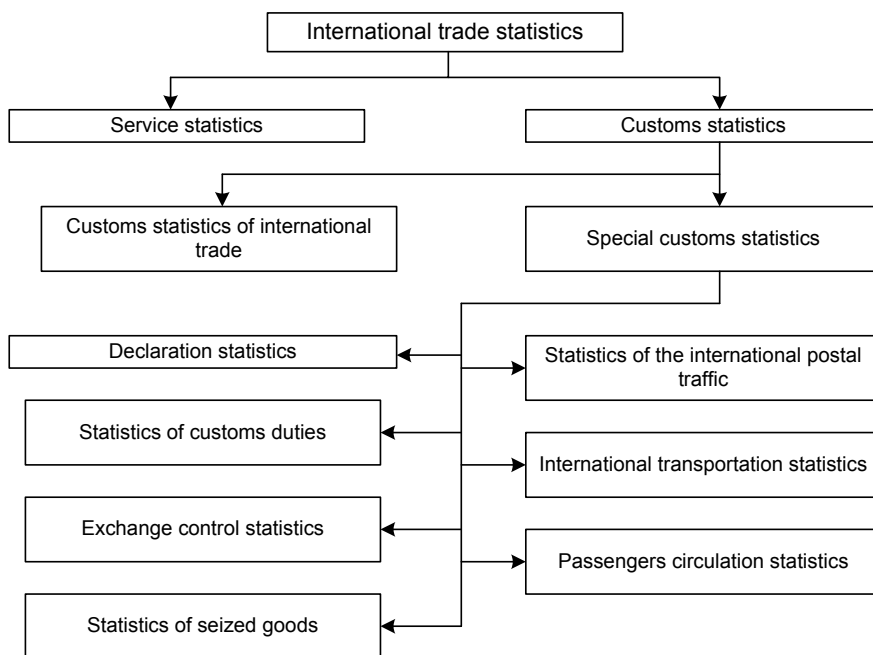 International trade statistics
Service statistics
Customs statistics
Customs statistics of international
trade
Special customs statistics
Declaration statistics
Statistics of the international postal
traffic
Statistics of customs duties
International transportation statistics
Exchange control statistics
Passengers circulation statistics
Statistics of seized goods